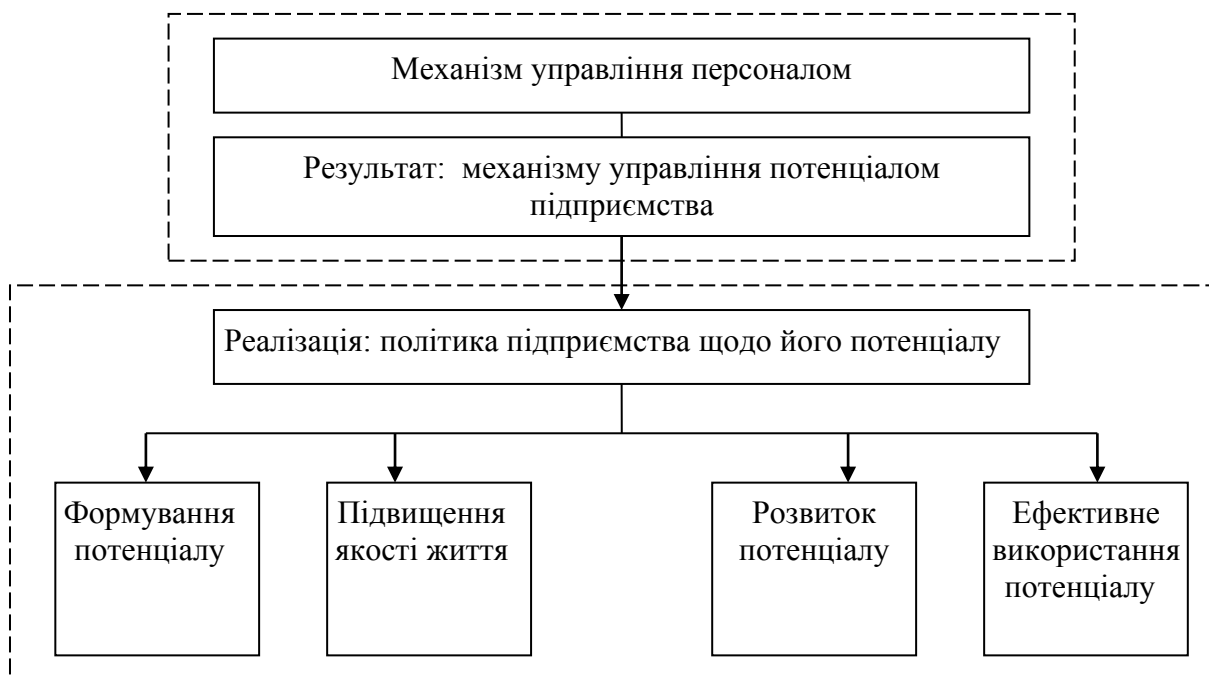 Механізм управління персоналом
Результат: механізму управління потенціалом
підприємства
Реалізація: політика підприємства щодо його потенціалу
Формування
потенціалу
Підвищення
якості життя
Розвиток
потенціалу
Ефективне
використання
потенціалу